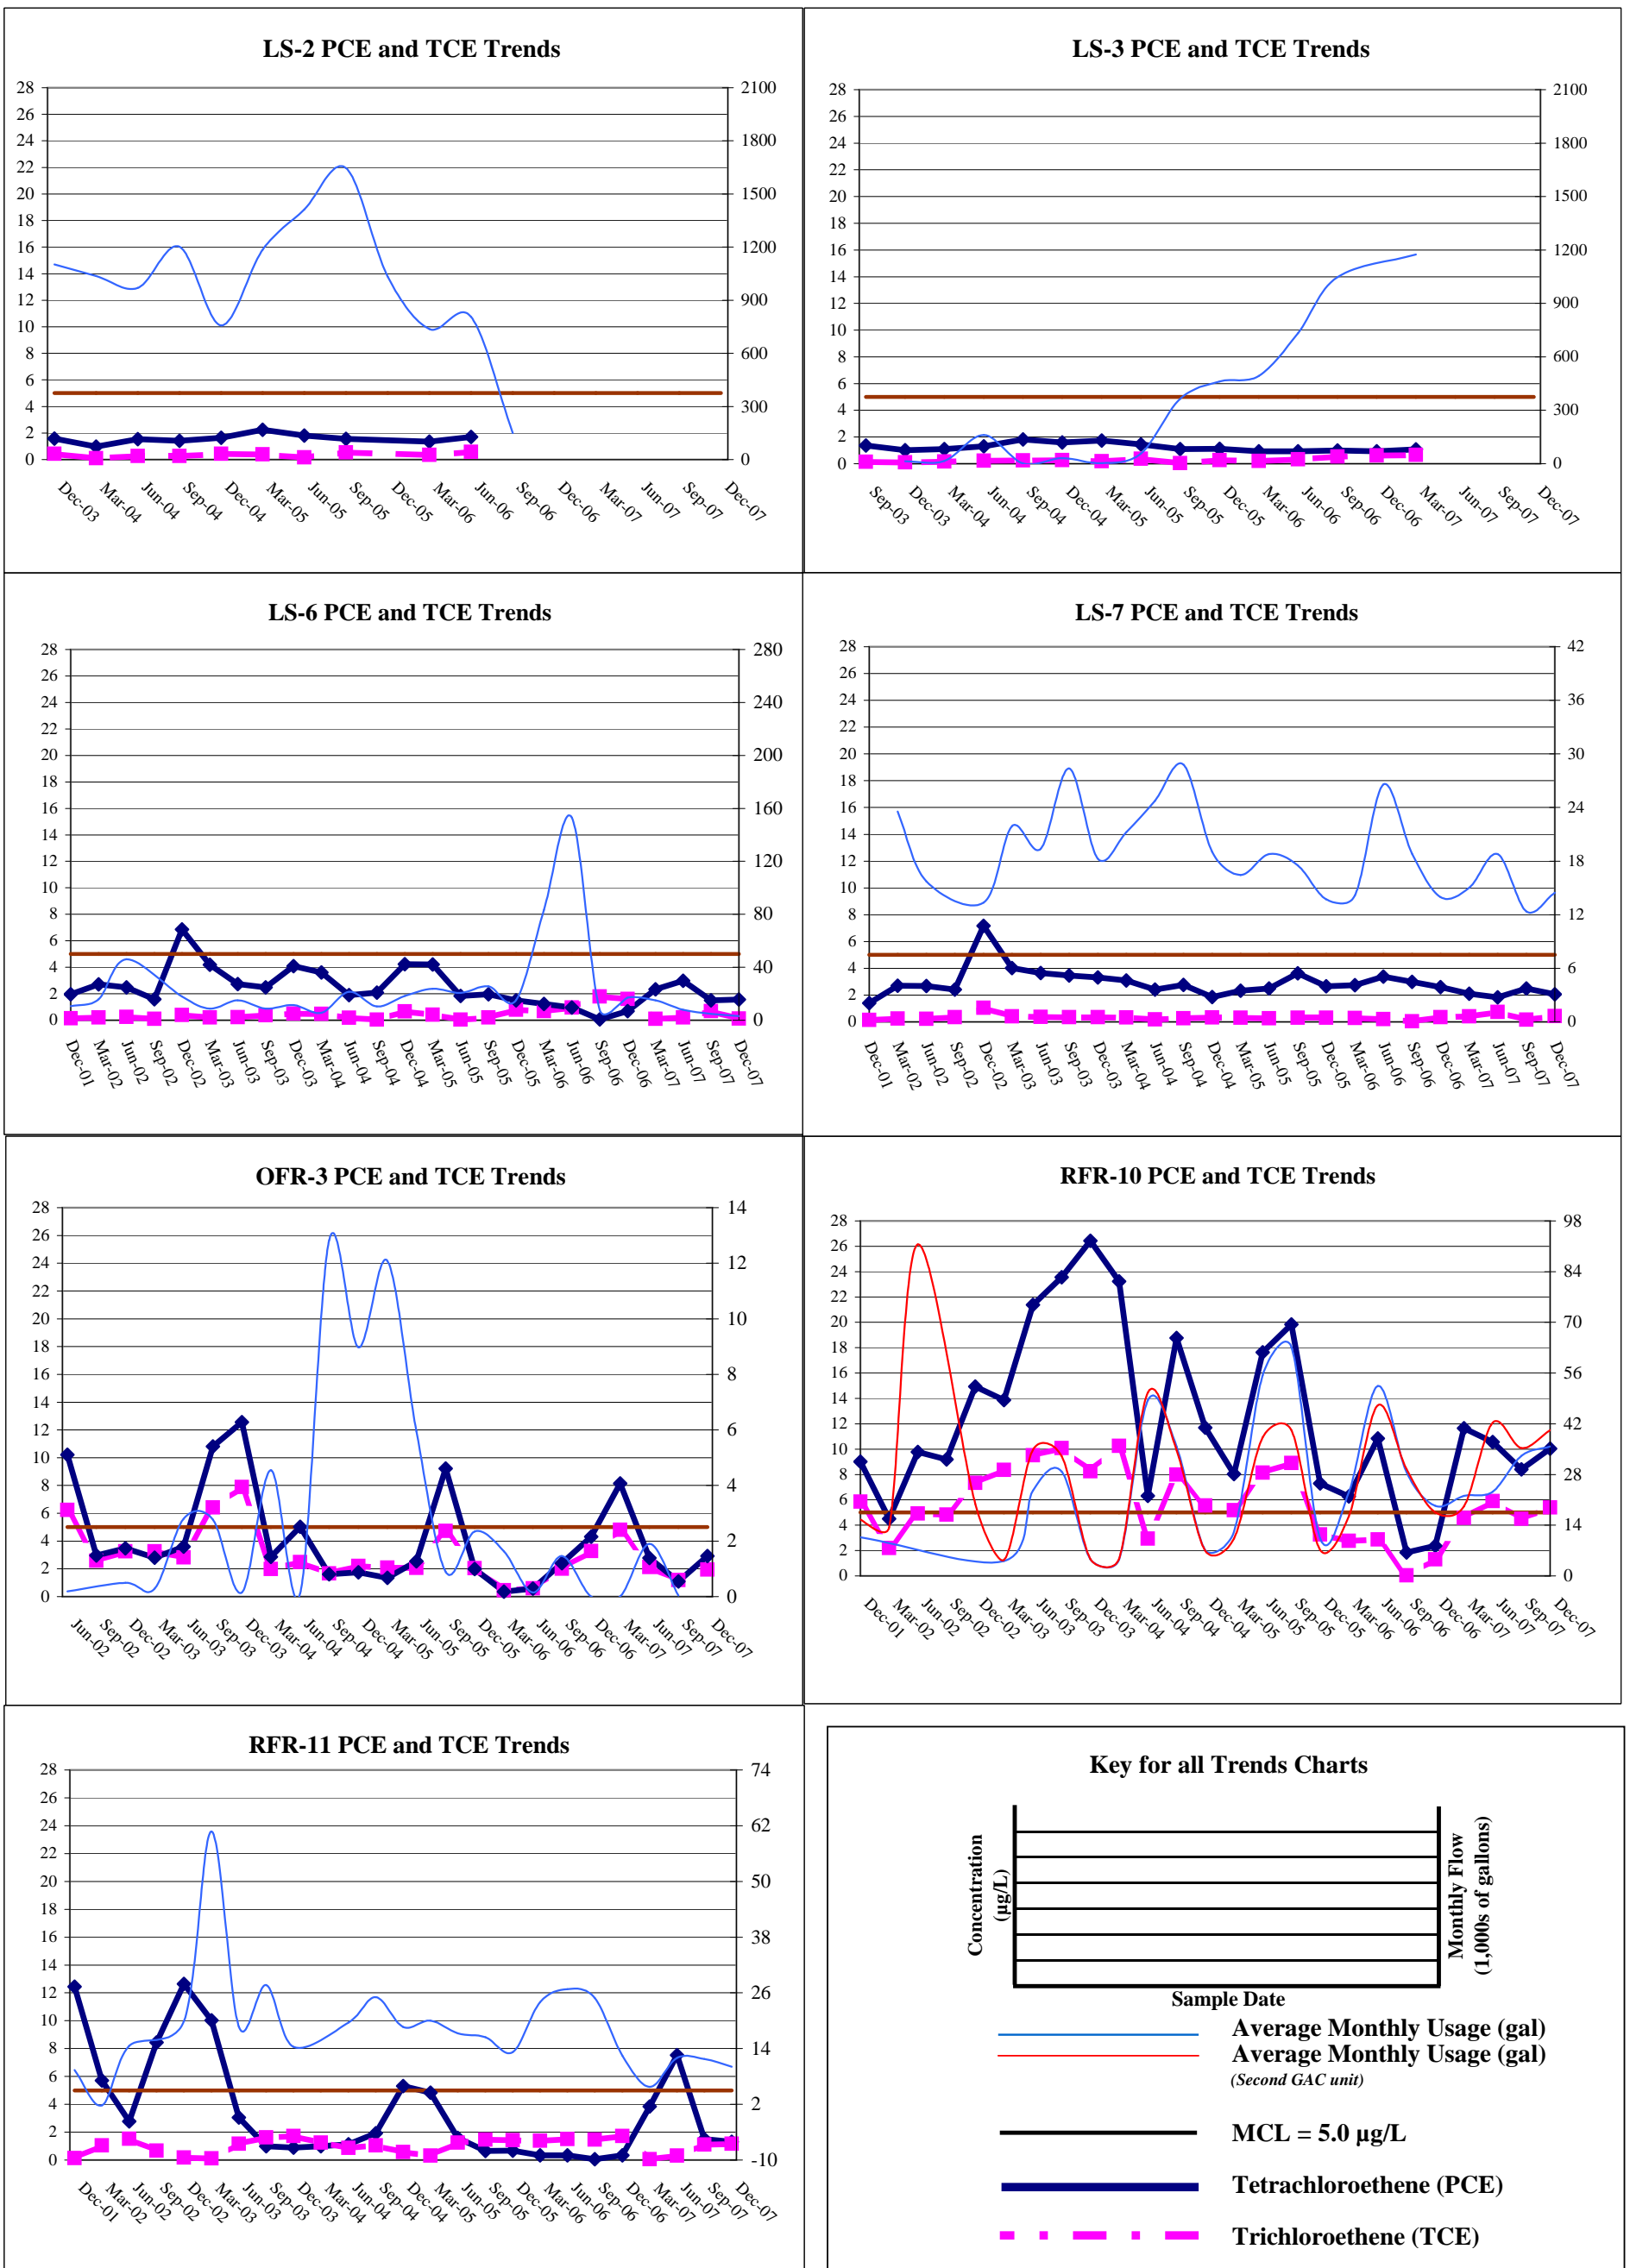 LS-2 PCE and TCE Trends
28
26
24
22
20
18
16
14
12
10
8
6
4
2
0
2100
1800
1500
1200
900
600
300
0
Dec-03
Mar-04
Jun-04
Sep-04
Dec-04
Mar-05
Jun-05
Sep-05
Dec-05
Mar-06
Jun-06
Sep-06
Dec-06
Mar-07
Jun-07
Sep-07
Dec-07
LS-3 PCE and TCE Trends
28
26
24
22
20
18
16
14
12
10
8
6
4
2
0
2100
1800
1500
1200
900
600
300
0
Sep-03
Dec-03
Mar-04
Jun-04
Sep-04
Dec-04
Mar-05
Jun-05
Sep-05
Dec-05
Mar-06
Jun-06
Sep-06
Dec-06
Mar-07
Jun-07
Sep-07
Dec-07
LS-6 PCE and TCE Trends
28
26
24
22
20
18
16
14
12
10
8
6
4
2
0
280
240
200
160
120
80
40
0
Dec-01
Mar-02
Jun-02
Sep-02
Dec-02
Mar-03
Jun-03
Sep-03
Dec-03
Mar-04
Jun-04
Sep-04
Dec-04
Mar-05
Jun-05
Sep-05
Dec-05
Mar-06
Jun-06
Sep-06
Dec-06
Mar-07
Jun-07
Sep-07
Dec-07
LS-7 PCE and TCE Trends
28
26
24
22
20
18
16
14
12
10
8
6
4
2
0
42
36
30
24
18
12
6
0
Dec-01
Mar-02
Jun-02
Sep-02
Dec-02
Mar-03
Jun-03
Sep-03
Dec-03
Mar-04
Jun-04
Sep-04
Dec-04
Mar-05
Jun-05
Sep-05
Dec-05
Mar-06
Jun-06
Sep-06
Dec-06
Mar-07
Jun-07
Sep-07
Dec-07
OFR-3 PCE and TCE Trends
28
26
24
22
20
18
16
14
12
10
8
6
4
2
0
14
12
10
8
6
4
2
0
Jun-02
Sep-02
Dec-02
Mar-03
Jun-03
Sep-03
Dec-03
Mar-04
Jun-04
Sep-04
Dec-04
Mar-05
Jun-05
Sep-05
Dec-05
Mar-06
Jun-06
Sep-06
Dec-06
Mar-07
Jun-07
Sep-07
Dec-07
RFR-10 PCE and TCE Trends
28
26
24
22
20
18
16
14
12
10
8
6
4
2
0
98
84
70
56
42
28
14
0
Dec-01
Mar-02
Jun-02
Sep-02
Dec-02
Mar-03
Jun-03
Sep-03
Dec-03
Mar-04
Jun-04
Sep-04
Dec-04
Mar-05
Jun-05
Sep-05
Dec-05
Mar-06
Jun-06
Sep-06
Dec-06
Mar-07
Jun-07
Sep-07
Dec-07
RFR-11 PCE and TCE Trends
28
26
24
22
20
18
16
14
12
10
8
6
4
2
0
74
62
50
38
26
14
2
-10
Dec-01
Mar-02
Jun-02
Sep-02
Dec-02
Mar-03
Jun-03
Sep-03
Dec-03
Mar-04
Jun-04
Sep-04
Dec-04
Mar-05
Jun-05
Sep-05
Dec-05
Mar-06
Jun-06
Sep-06
Dec-06
Mar-07
Jun-07
Sep-07
Dec-07
Key for all Trends Charts
Concentration
(µg/L)
Monthly Flow
(1,000s of gallons)
Sample Date
Average Monthly Usage (gal)
Average Monthly Usage (gal)
(Second GAC unit)
MCL = 5.0 µg/L
Tetrachloroethene (PCE)
Trichloroethene (TCE)